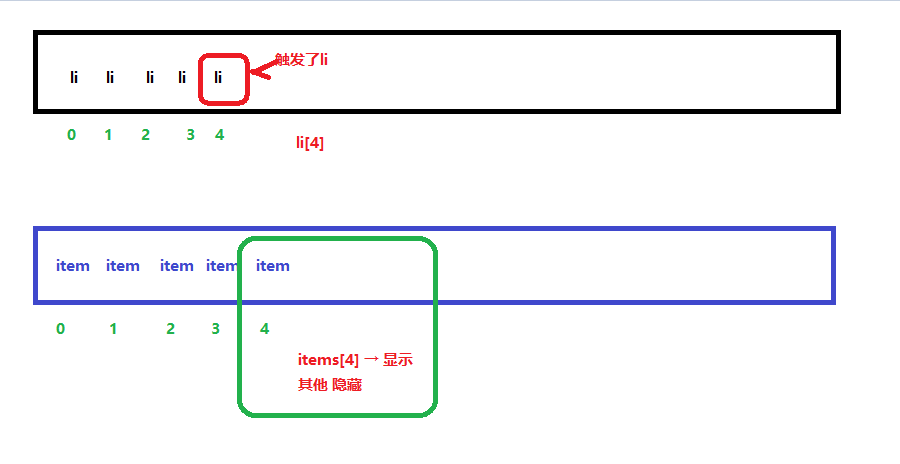 li li li li li
触发了li
0 1 2 3 4
li[4]
item item item item item
0 1 2 3 4
items[4] → 显示
其他 隐藏